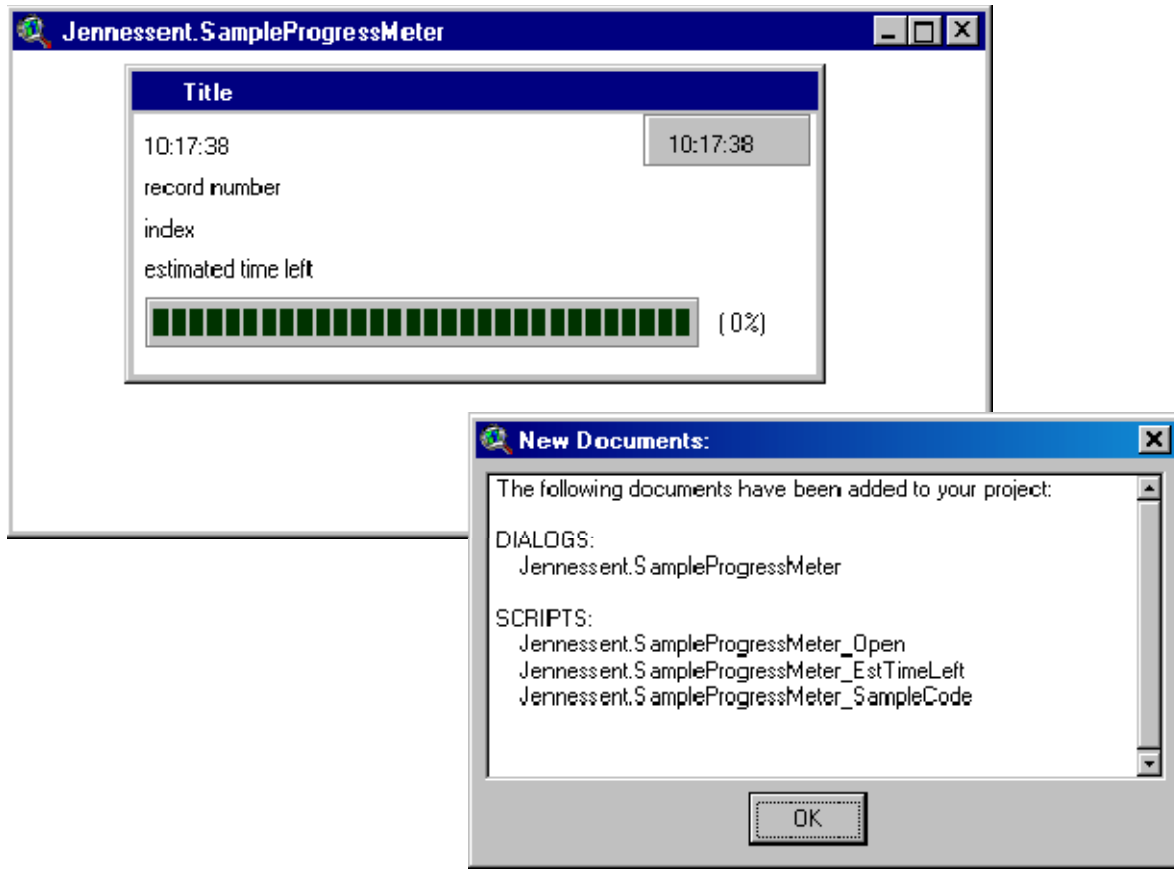 Jennessent.SampleProgressMeter
Title
10:17:38
10:17:38
record number
index
estimated time left
( 0%)
New Documents:
The following documents have been added to your project:
DIALOGS:
Jennessent.SampleProgressMeter
SCRIPTS:
Jennessent.SampleProgressMeter_Open
Jennessent.SampleProgressMeter_EstTimeLeft
Jennessent.SampleProgressMeter_SampleCode
OK